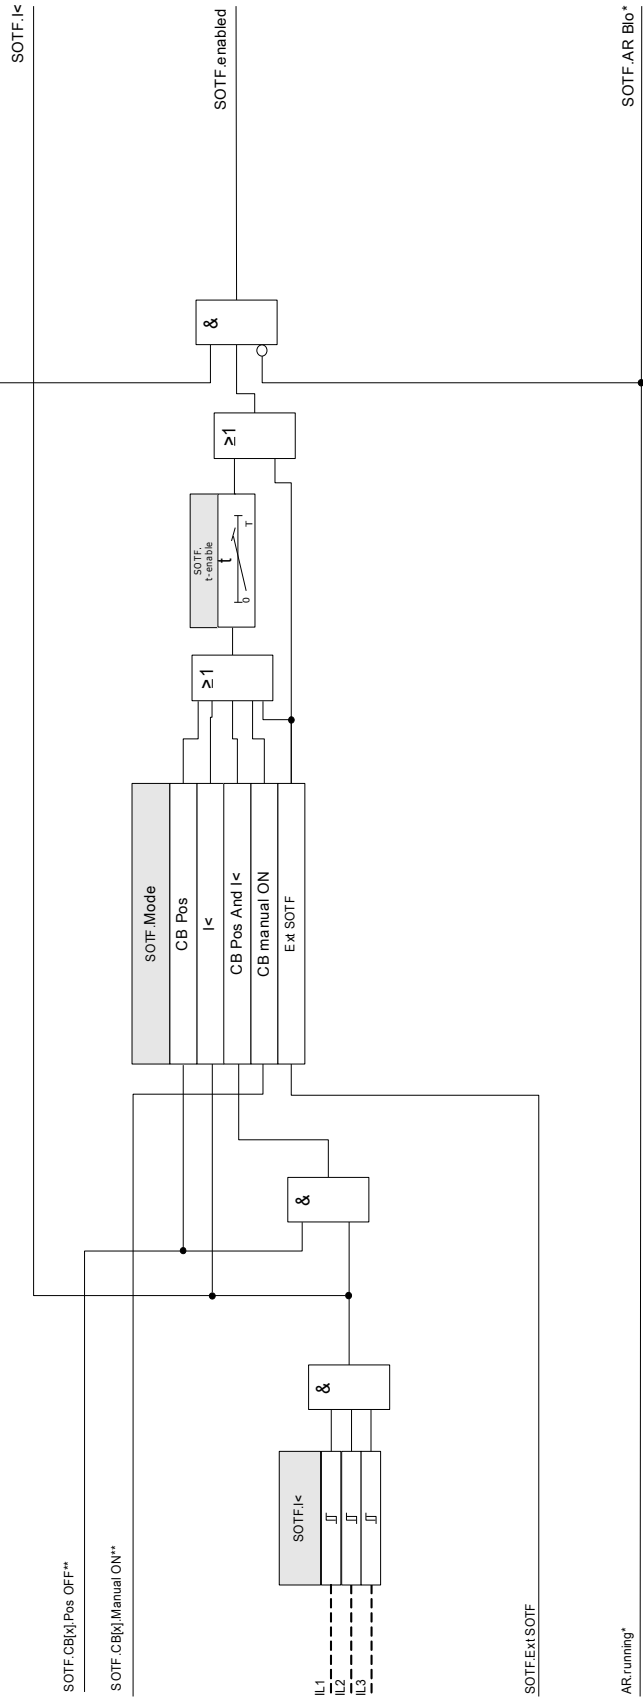 SOTF.I<
SOTF.enabled
SOTF.AR Blo*
&
≥1
SOTF.
t-enable
t
0
T
≥1
SOTF.Mode
CB Pos
I<
CB Pos And I<
CB manual ON
Ext SOTF
&
&
SOTF.I<
IL1
IL2
IL3
SOTF.CB[x].Pos OFF**
SOTF.CB[x].Manual ON**
SOTF.Ext SOTF
AR.running*